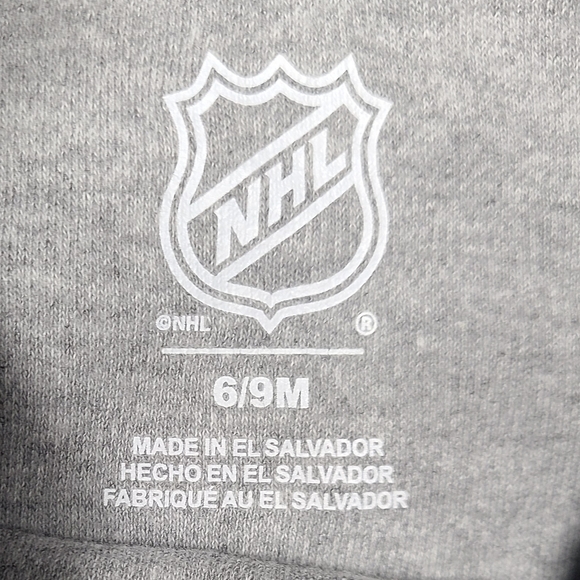 NHL
©NHL ®
6/9M
MADE IN EL SALVADOR
HECHO EN EL SALVADOR
FABRIQUÉ AU EL SALVADOR